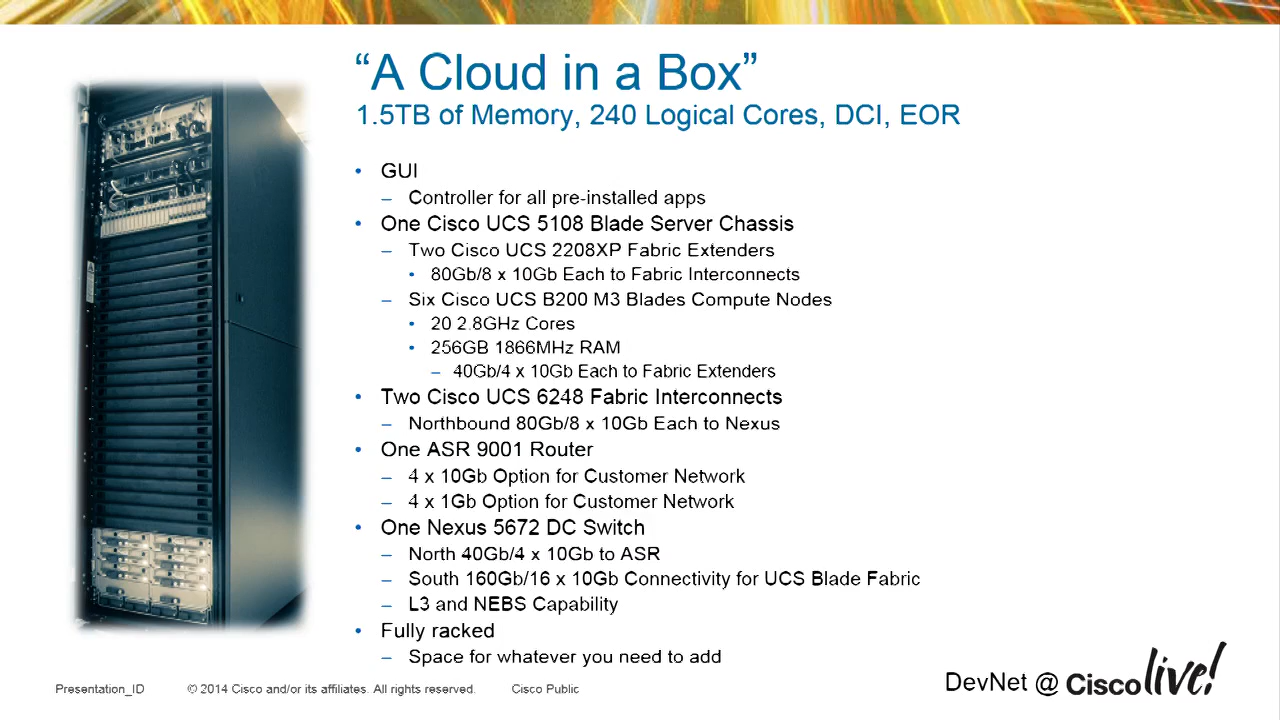 “A Cloud in a Box”
1.5TB of Memory, 240 Logical Cores, DCI, EOR
• GUI
– Controller for all pre-installed apps
• One Cisco UCS 5108 Blade Server Chassis
– Two Cisco UCS 2208XP Fabric Extenders
• 80Gb/8 x 10Gb Each to Fabric Interconnects
– Six Cisco UCS B200 M3 Blades Compute Nodes
• 20 2.8GHz Cores
• 256GB 1866MHz RAM
– 40Gb/4 x 10Gb Each to Fabric Extenders
• Two Cisco UCS 6248 Fabric Interconnects
– Northbound 80Gb/8 x 10Gb Each to Nexus
• One ASR 9001 Router
– 4 x 10Gb Option for Customer Network
– 4 x 1Gb Option for Customer Network
• One Nexus 5672 DC Switch
– North 40Gb/4 x 10Gb to ASR
– South 160Gb/16 x 10Gb Connectivity for UCS Blade Fabric
– L3 and NEBS Capability
• Fully racked
– Space for whatever you need to add
Presentation_ID © 2014 Cisco and/or its affiliates. All rights reserved. Cisco Public
DevNet @ Cisco live!